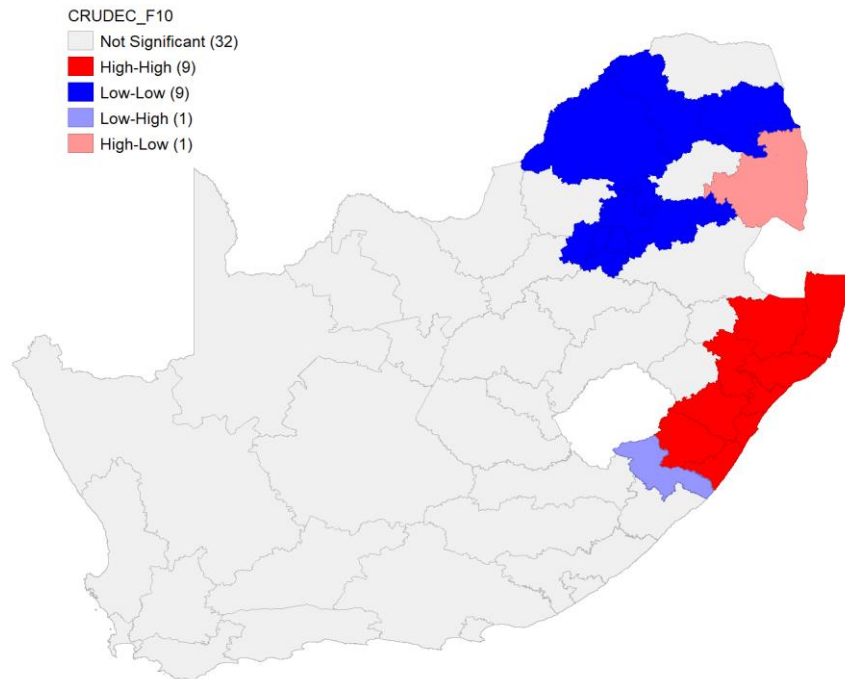 CRUDEC_F10
Not Significant (32)
High-High (9)
Low-Low (9)
Low-High (1)
High-Low (1)